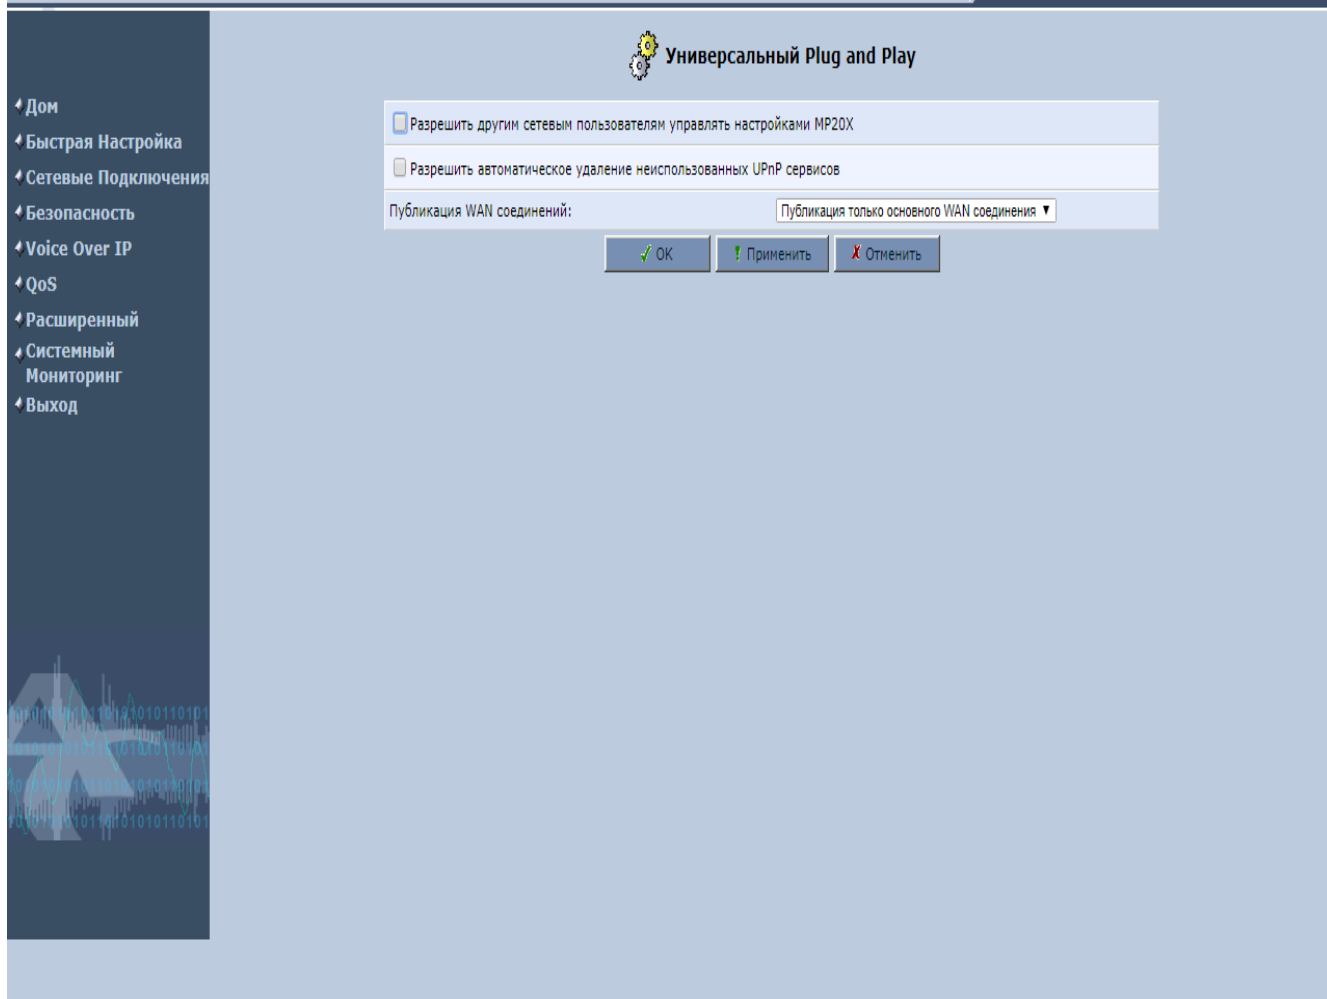 Универсальный Plug and Play
Дом
Быстрая Настройка
Сетевые Подключения
Безопасность
Voice Over IP
QoS
Расширенный
Системный
Мониторинг
Выход
Разрешить другим сетевым пользователям управлять настройками MP20X
Разрешить автоматическое удаление неиспользованных UPnP сервисов
Публикация WAN соединений: Публикация только основного WAN соединения
OK Применить Отменить